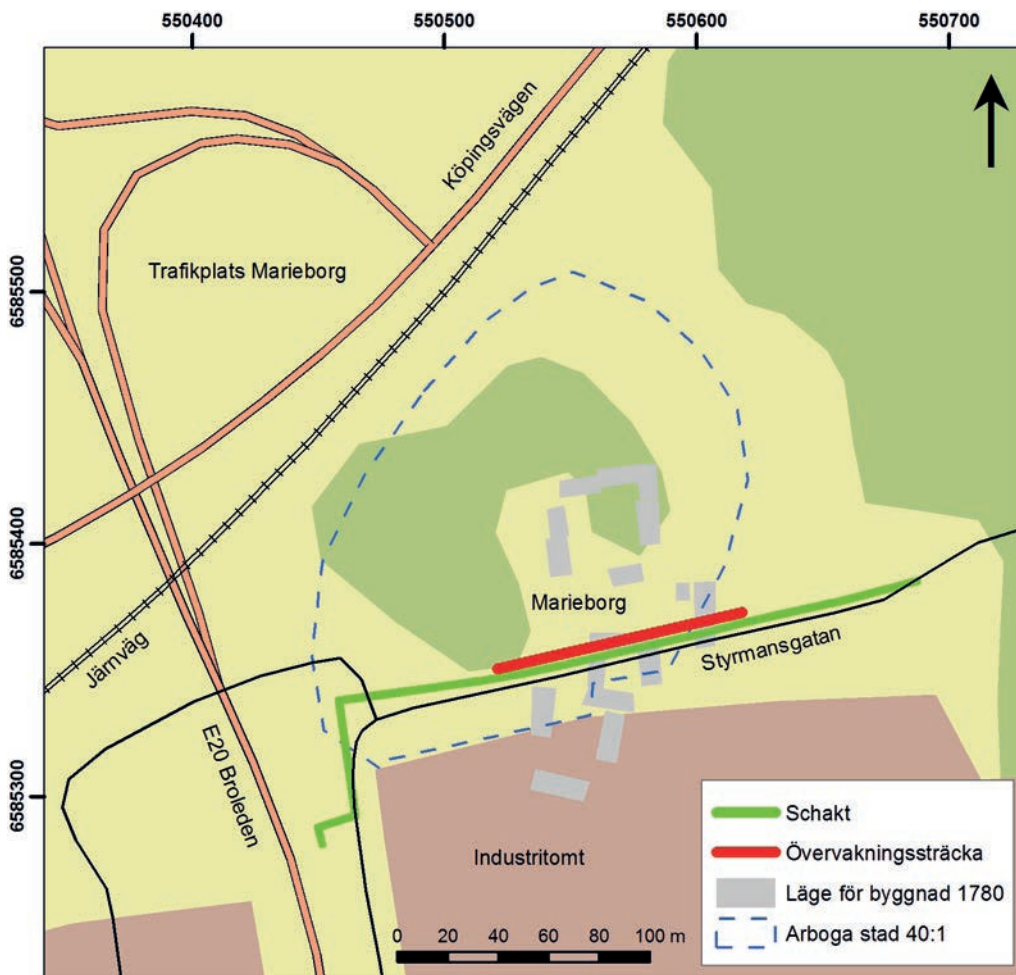 550400
550500
550600
550700
Köpingsvägen
Trafikplats Marieborg
6585500
6585400
Marieborg
Styrmansgatan
Järnväg
E20 Broleden
6585300
Industritomt
Schakt
Övervakningssträcka
Läge för byggnad 1780
Arboga stad 40:1
0 20 40 60 80 100 m